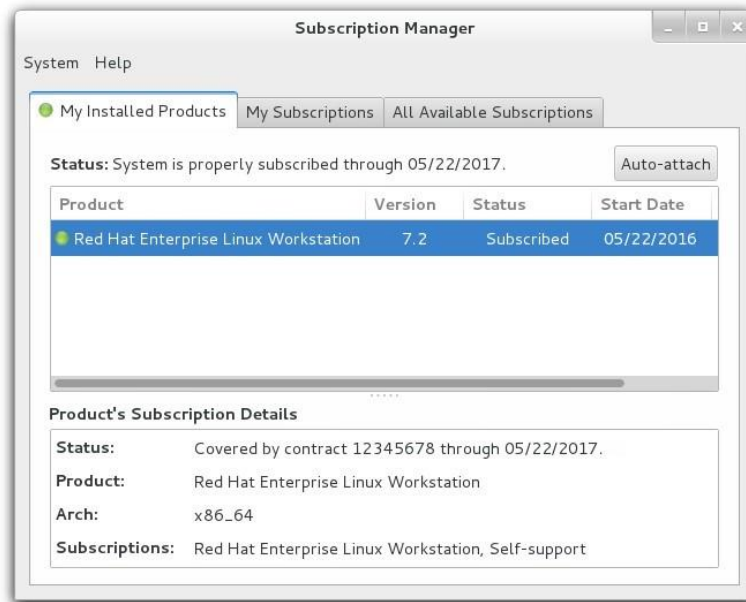 Subscription Manager
System Help
My Installed Products My Subscriptions All Available Subscriptions
Status: System is properly subscribed through 05/22/2017. Auto-attach
Product Version Status Start Date
Red Hat Enterprise Linux Workstation 7.2 Subscribed 05/22/2016
Product's Subscription Details
Status: Covered by contract 12345678 through 05/22/2017.
Product: Red Hat Enterprise Linux Workstation
Arch: x86_64
Subscriptions: Red Hat Enterprise Linux Workstation, Self-support